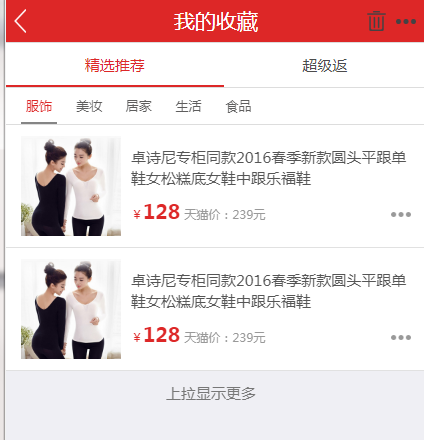 我的收藏
精选推荐 超级返
服饰 美妆 居家 生活 食品
卓诗尼专柜同款2016春季新款圆头平跟单
鞋女松糕底女鞋中跟乐福鞋
￥128 天猫价：239元
卓诗尼专柜同款2016春季新款圆头平跟单
鞋女松糕底女鞋中跟乐福鞋
￥128 天猫价：239元
上拉显示更多